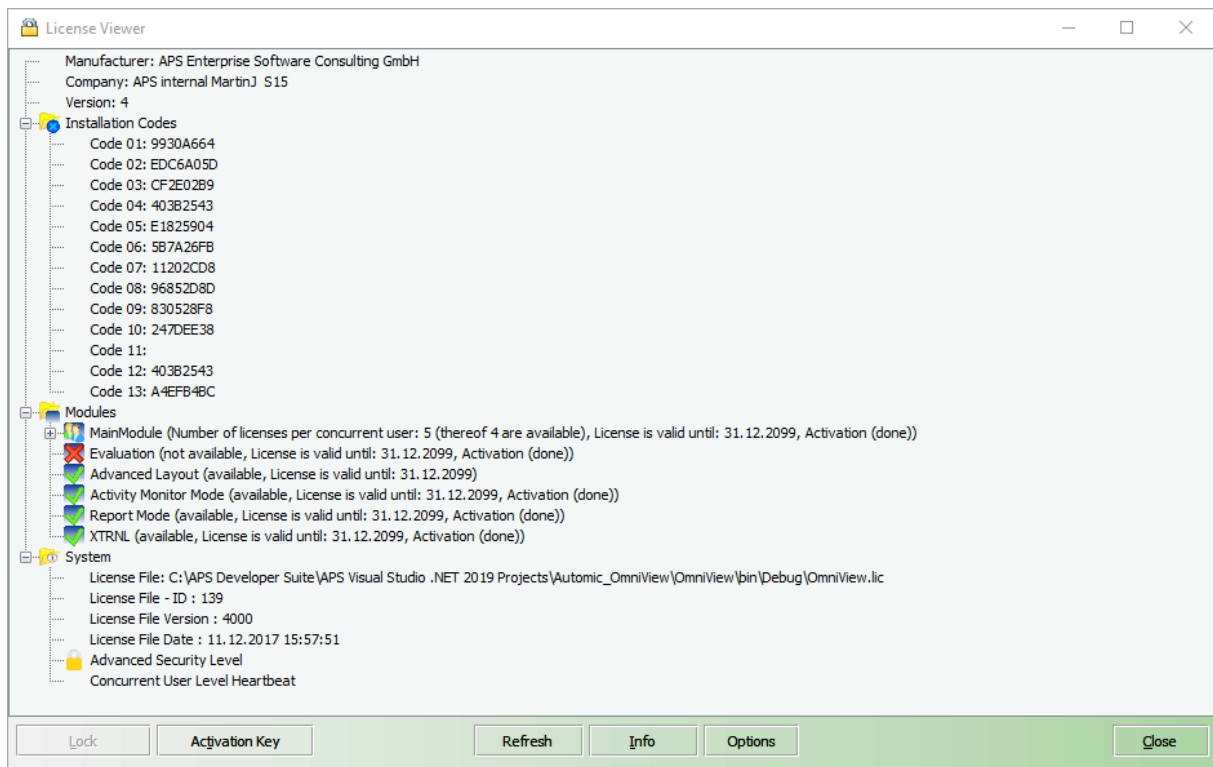 License Viewer
Manufacturer: APS Enterprise Software Consulting GmbH
Company: APS internal MartinJ S15
Version: 4
Installation Codes
Code 01: 9930A664
Code 02: EDC6A05D
Code 03: CF2E02B9
Code 04: 403B2543
Code 05: E1825904
Code 06: 5B7A26FB
Code 07: 11202CD8
Code 08: 96852D8D
Code 09: 830528F8
Code 10: 247DEE38
Code 11:
Code 12: 403B2543
Code 13: A4EFB4BC
Modules
MainModule (Number of licenses per concurrent user: 5 (thereof 4 are available), License is valid until: 31.12.2099, Activation (done))
Evaluation (not available, License is valid until: 31.12.2099, Activation (done))
Advanced Layout (available, License is valid until: 31.12.2099)
Activity Monitor Mode (available, License is valid until: 31.12.2099, Activation (done))
Report Mode (available, License is valid until: 31.12.2099, Activation (done))
XTRNL (available, License is valid until: 31.12.2099, Activation (done))
System
License File: C:\APS Developer Suite\APS Visual Studio .NET 2019 Projects\Automic_OmniView\OmniView\bin\Debug\OmniView.lic
License File - ID : 139
License File Version : 4000
License File Date : 11.12.2017 15:57:51
Advanced Security Level
Concurrent User Level Heartbeat
Lock Activation Key Refresh Info Options Close